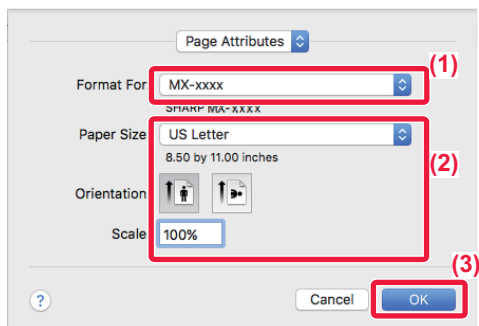 Page Attributes
(1)
Format For MX-xxxx
SHARP MX-xxxx
Paper Size US Letter
8.50 by 11.00 inches
(2)
Orientation
Scale 100%
(3)
? Cancel OK